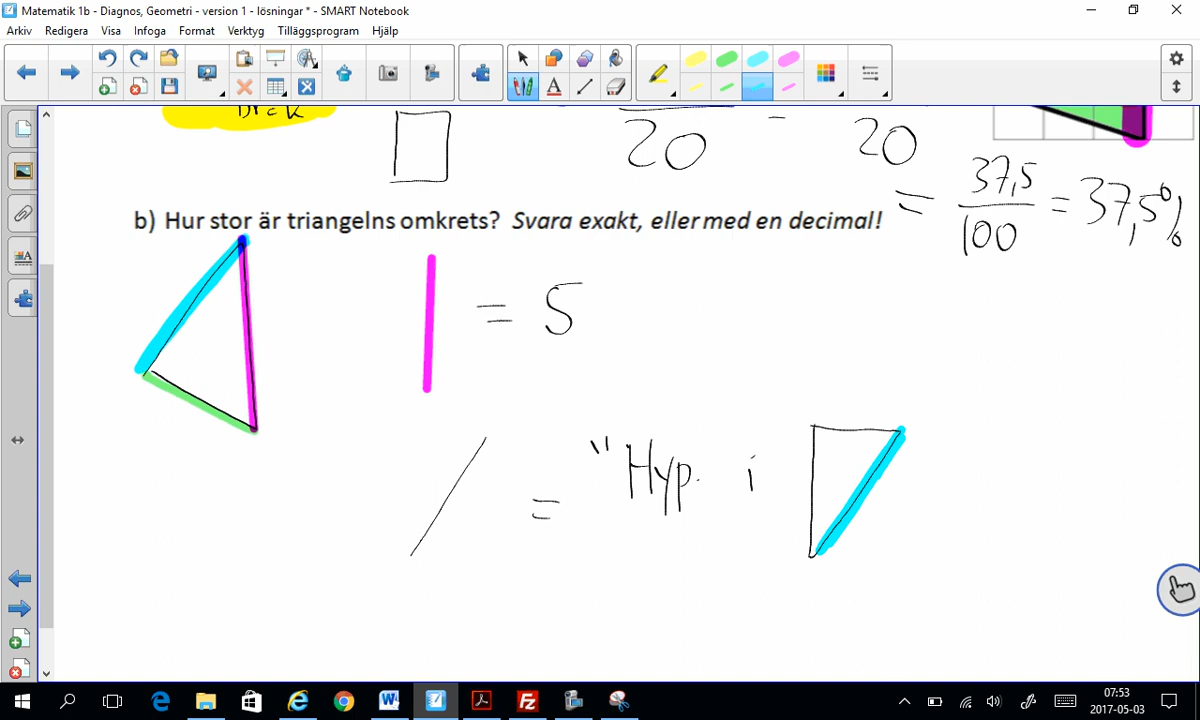 Matematik 1b - Diagnos, Geometri - version 1 - lösningar * - SMART Notebook
Arkiv Redigera Visa Infoga Format Verktyg Tilläggsprogram Hjälp
20 - 20
= 37,5 / 100 = 37,5 %
b) Hur stor är triangelns omkrets? Svara exakt, eller med en decimal!
= 5
= "Hyp. i
07:53
2017-05-03